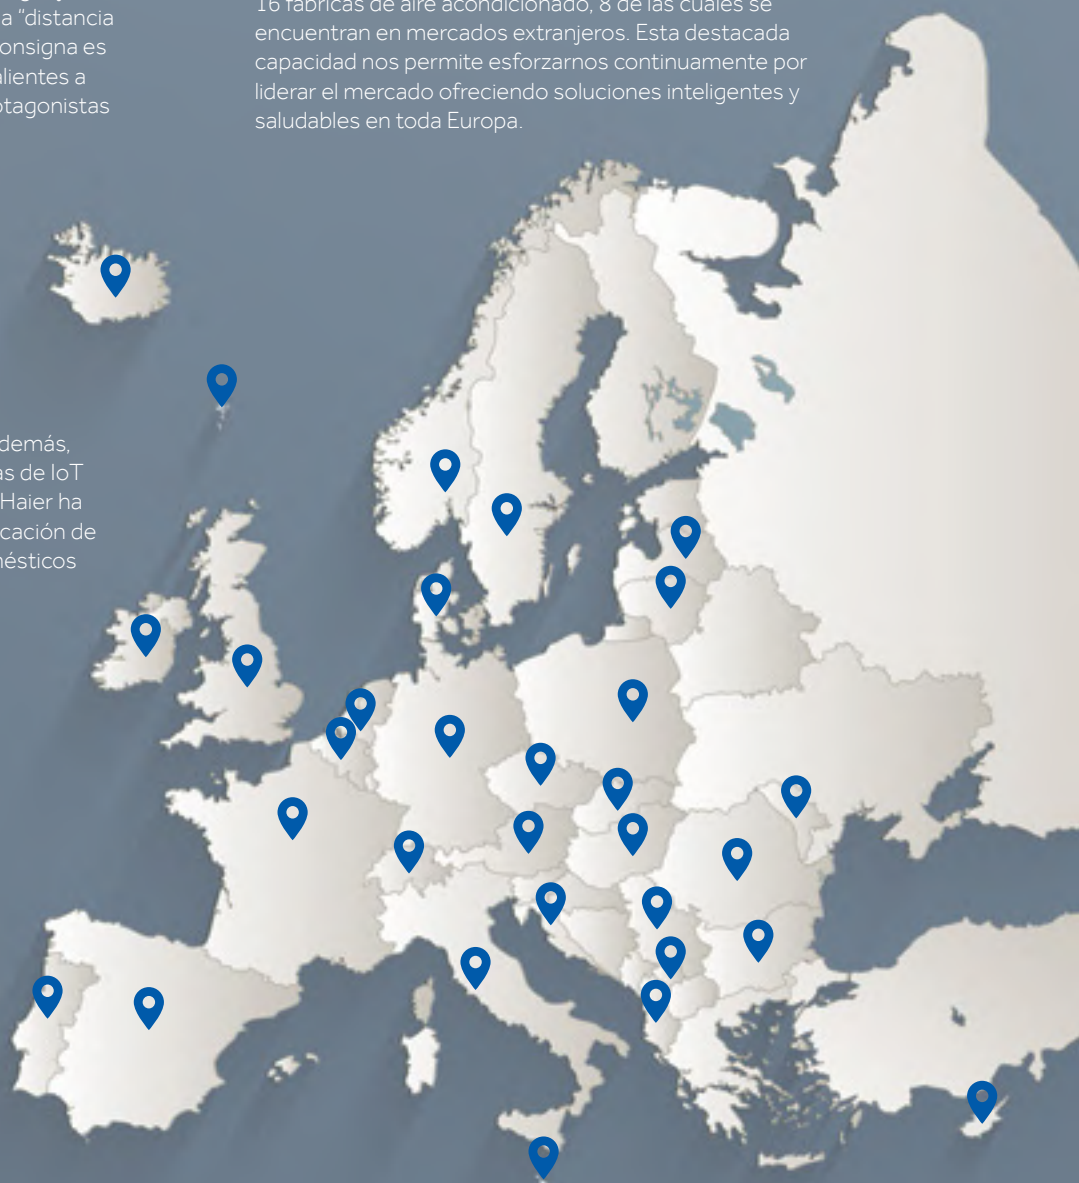 a “distancia
onsigna es
alientes a
otagonistas
16 fábricas de aire acondicionado, 8 de las cuales se
encuentran en mercados extranjeros. Esta destacada
capacidad nos permite esforzarnos continuamente por
liderar el mercado ofreciendo soluciones inteligentes y
saludables en toda Europa.
demás,
as de IoT
Haier ha
cación de
nésticos